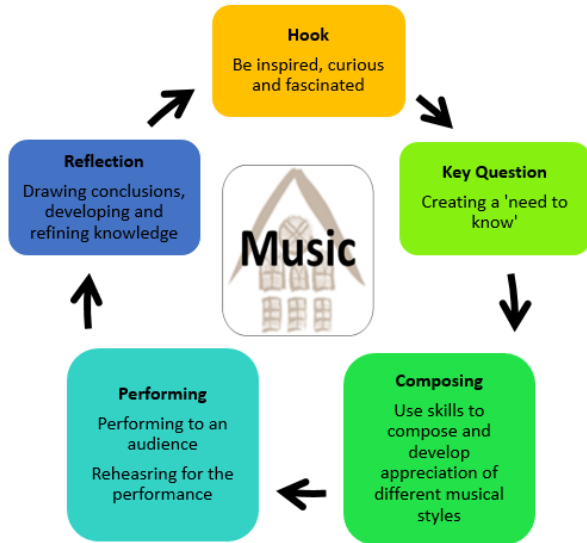 Hook
Be inspired, curious
and fascinated
Key Question
Creating a 'need to
know'
Composing
Use skills to
compose and
develop
appreciation of
different musical
styles
Performing
Performing to an
audience
Reheasring for the
performance
Reflection
Drawing conclusions,
developing and
refining knowledge
Music